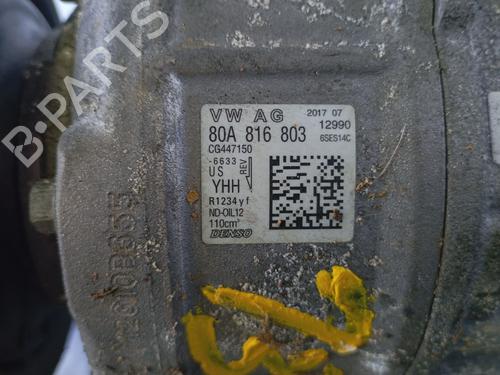 VW AG 2017 07
80A 816 803 12990
CG447150 6SES14C
-6633
US REV
YHH
R1234yf
ND-OIL12
110cm³
DENSO
B PARTS